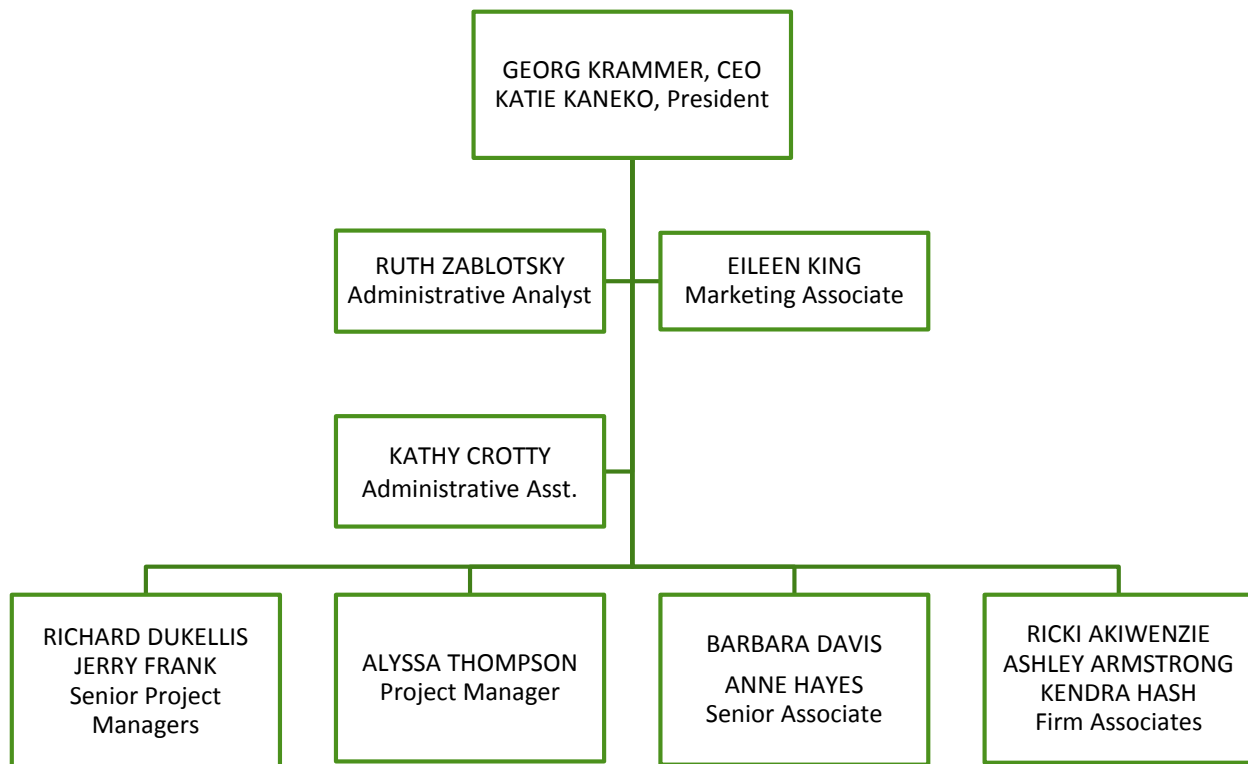 GEORG KRAMMER, CEO
KATIE KANEKO, President
RUTH ZABLOTSKY
Administrative Analyst
EILEEN KING
Marketing Associate
KATHY CROTTY
Administrative Asst.
RICHARD DUKELLIS
JERRY FRANK
Senior Project
Managers
ALYSSA THOMPSON
Project Manager
BARBARA DAVIS
ANNE HAYES
Senior Associate
RICKI AKIWENZIE
ASHLEY ARMSTRONG
KENDRA HASH
Firm Associates